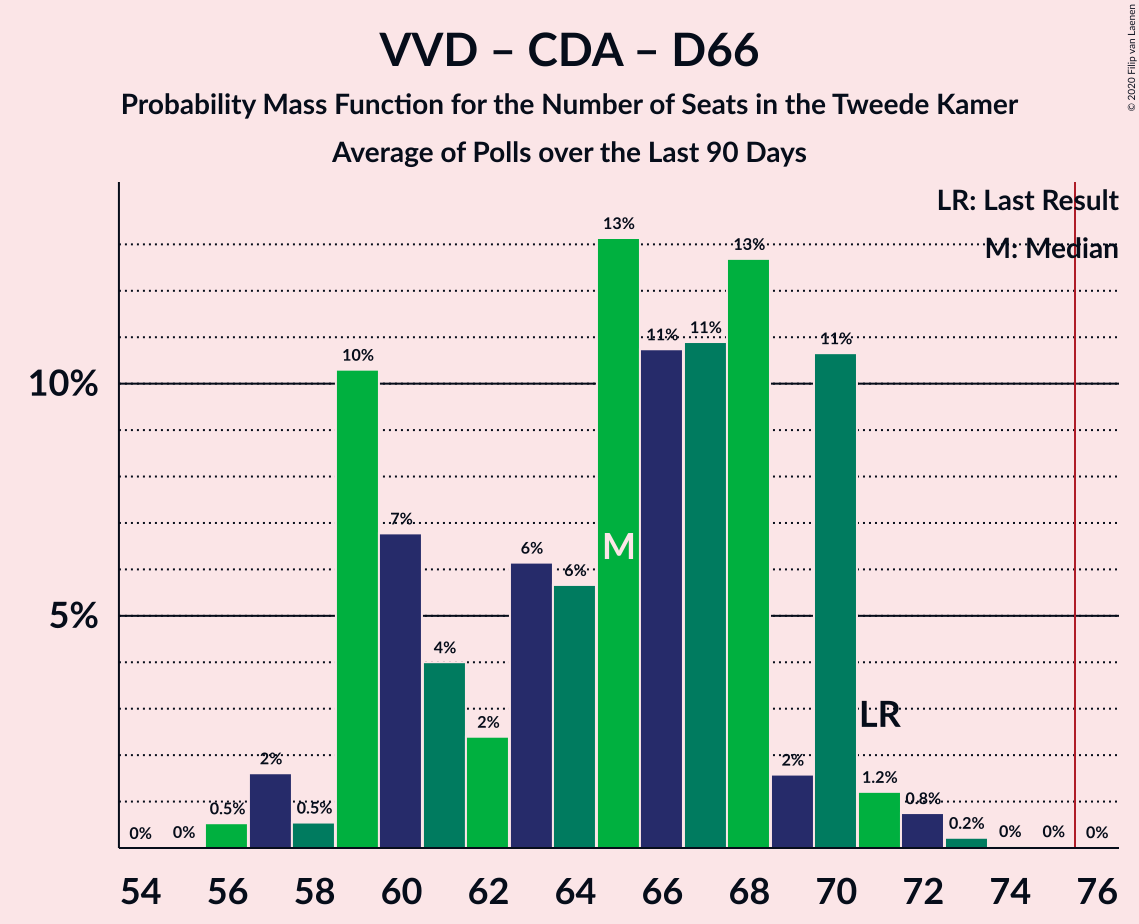 VVD – CDA – D66
Probability Mass Function for the Number of Seats in the Tweede Kamer
Average of Polls over the Last 90 Days
© 2020 Filip van Laenen
LR: Last Result
M: Median
10%
5%
0%
0%
0.5%
2%
0.5%
10%
7%
4%
2%
6%
6%
13%
11%
11%
13%
2%
11%
1.2%
0.8%
0.2%
0%
0%
0%
M
LR
54 56 58 60 62 64 66 68 70 72 74 76